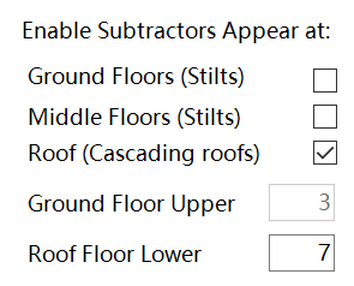 Enable Subtractors Appear at:
Ground Floors (Stilts)
Middle Floors (Stilts)
Roof (Cascading roofs)
Ground Floor Upper 3
Roof Floor Lower 7